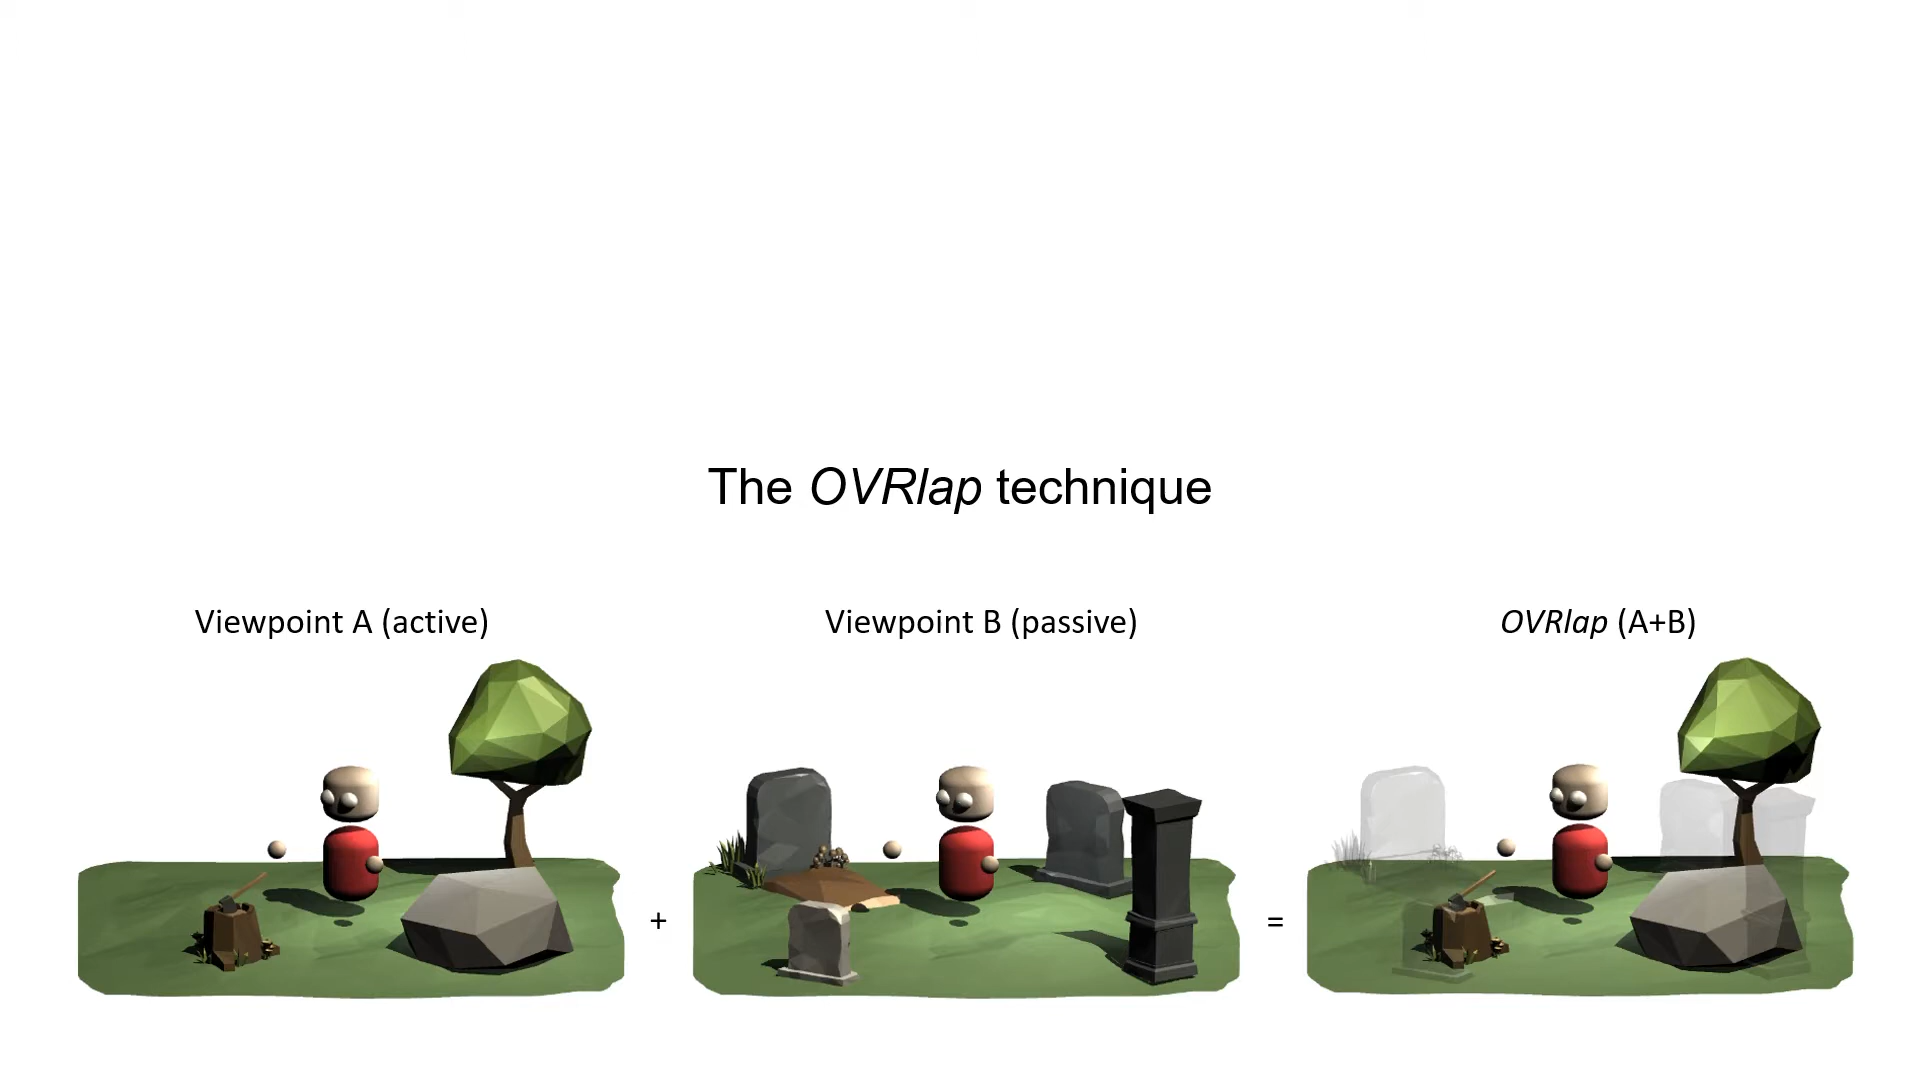 The OVRlap technique
Viewpoint A (active)
Viewpoint B (passive)
OVRlap (A+B)
+
=